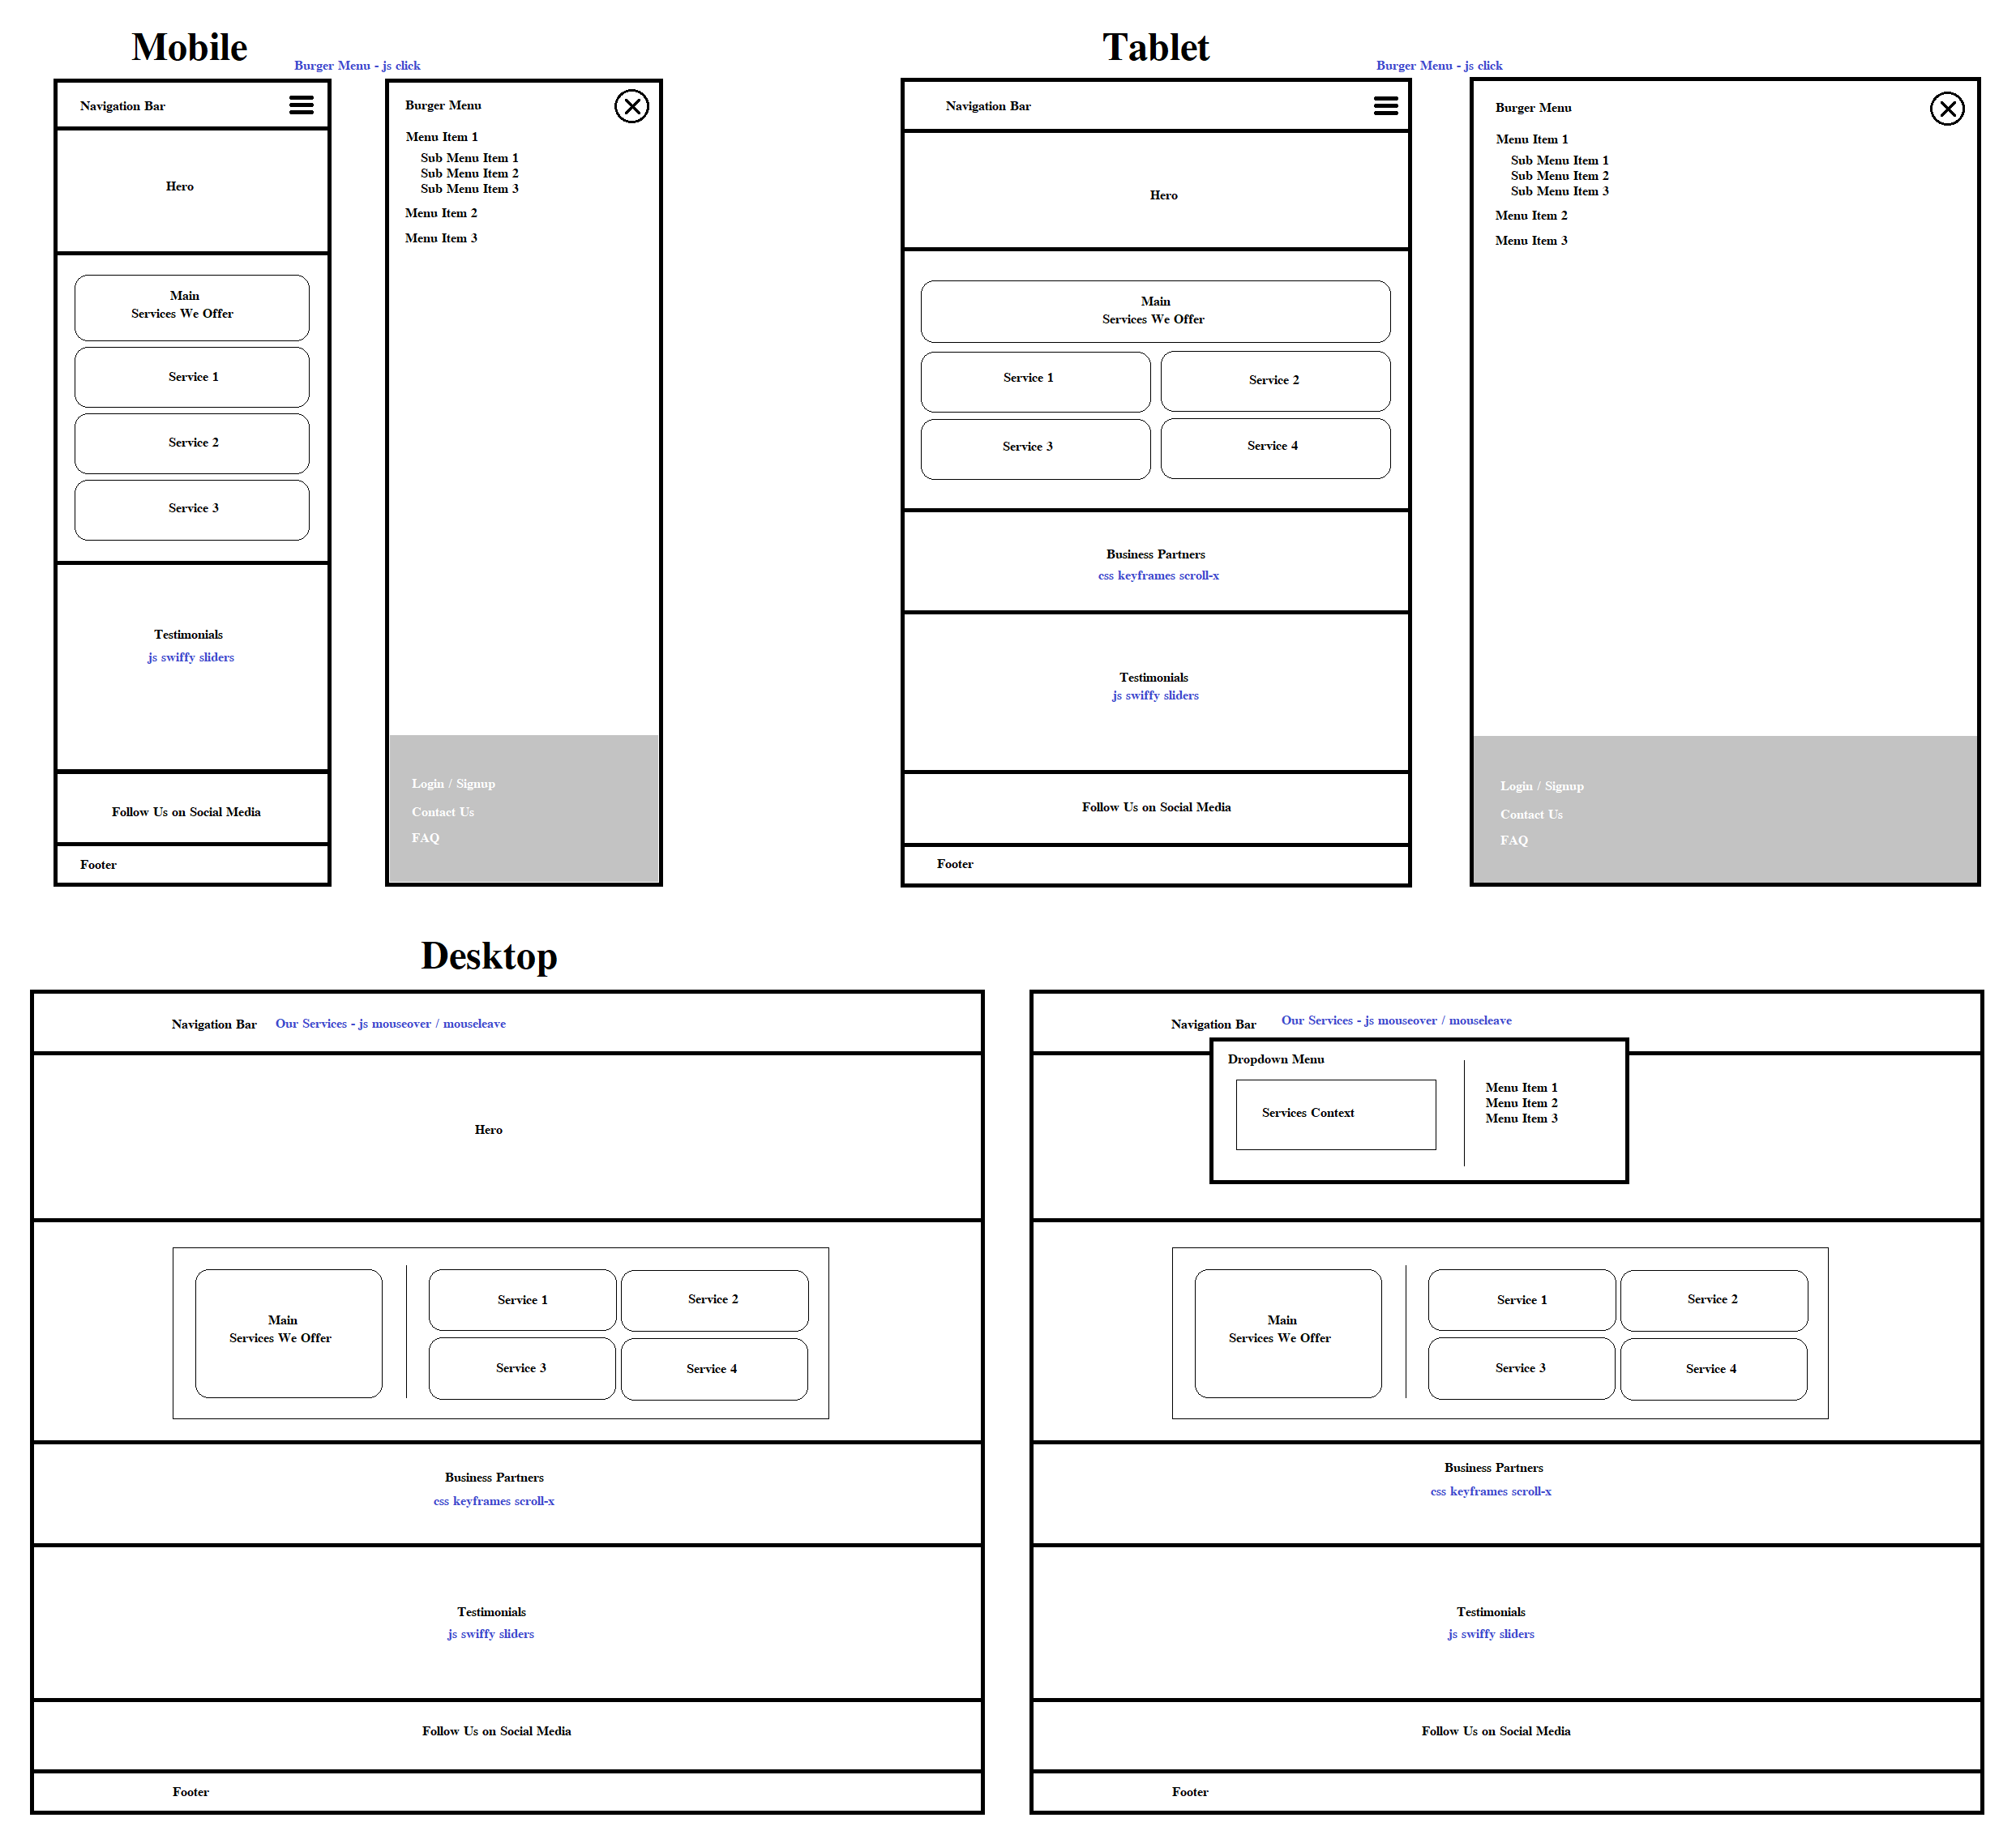 Mobile
Burger Menu - js click
Navigation Bar
Hero
Main
Services We Offer
Service 1
Service 2
Service 3
Testimonials
js swiffy sliders
Follow Us on Social Media
Footer
Burger Menu
Menu Item 1
Sub Menu Item 1
Sub Menu Item 2
Sub Menu Item 3
Menu Item 2
Menu Item 3
Login / Signup
Contact Us
FAQ
Tablet
Burger Menu - js click
Navigation Bar
Hero
Main
Services We Offer
Service 1
Service 2
Service 3
Service 4
Business Partners
css keyframes scroll-x
Testimonials
js swiffy sliders
Follow Us on Social Media
Footer
Burger Menu
Menu Item 1
Sub Menu Item 1
Sub Menu Item 2
Sub Menu Item 3
Menu Item 2
Menu Item 3
Login / Signup
Contact Us
FAQ
Desktop
Navigation Bar
Our Services - js mouseover / mouseleave
Hero
Main
Services We Offer
Service 1
Service 2
Service 3
Service 4
Business Partners
css keyframes scroll-x
Testimonials
js swiffy sliders
Follow Us on Social Media
Footer
Navigation Bar
Our Services - js mouseover / mouseleave
Dropdown Menu
Services Context
Menu Item 1
Menu Item 2
Menu Item 3
Main
Services We Offer
Service 1
Service 2
Service 3
Service 4
Business Partners
css keyframes scroll-x
Testimonials
js swiffy sliders
Follow Us on Social Media
Footer